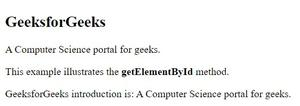 GeeksforGeeks
A Computer Science portal for geeks.
This example illustrates the getElementById method.
GeeksforGeeks introduction is: A Computer Science portal for geeks.